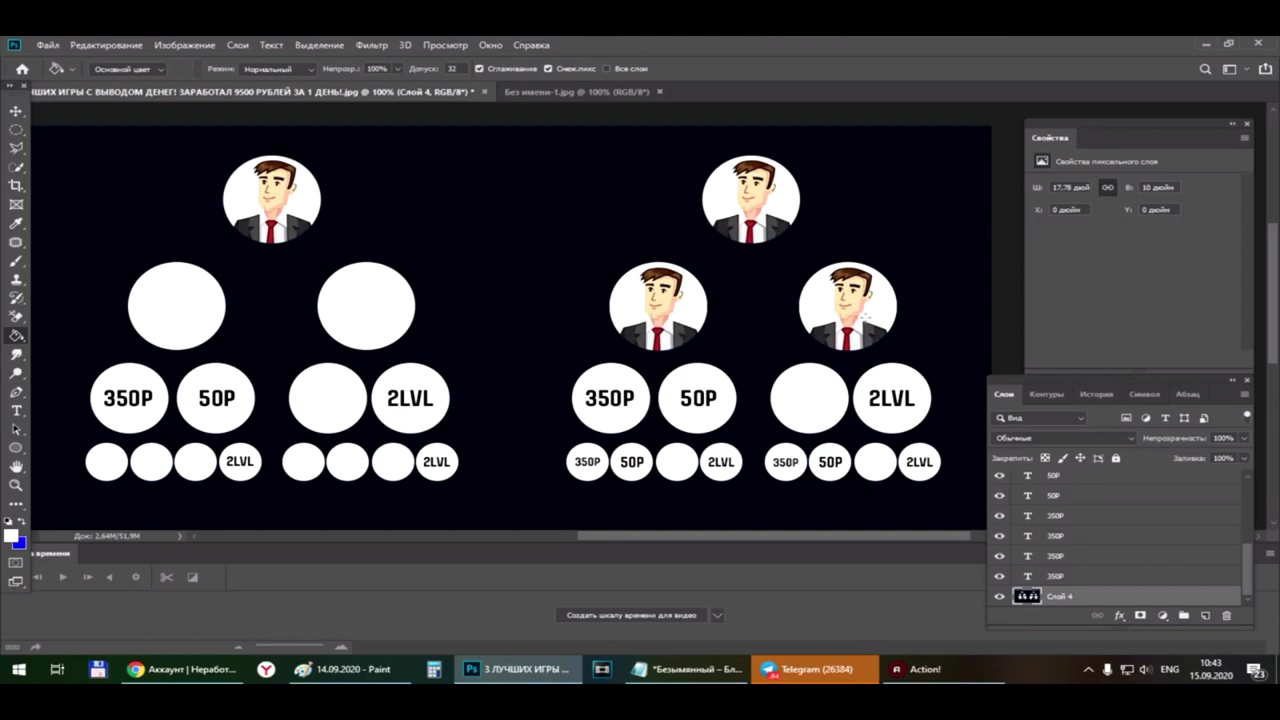 Ps Файл Редактирование Изображение Слои Текст Выделение Фильтр 3D Просмотр Окно Справка
Основной цвет Режим: Нормальный Непрозр.: 100% Допуск: 32 Сглаживание Смеж.пикс Все слои
ЧШИХ ИГРЫ С ВЫВОДОМ ДЕНЕГ! ЗАРАБОТАЛ 9500 РУБЛЕЙ ЗА 1 ДЕНЬ!.jpg @ 100% (Слой 4, RGB/8*) * Без имени-1.jpg @ 100% (RGB/8*)
Свойства
Свойства пиксельного слоя
Ш: 17,78 дюй В: 10 дюйм
X: 0 дюйм Y: 0 дюйм
350Р 50Р 2LVL 350Р 50Р 2LVL
2LVL 2LVL 350Р 50Р 2LVL 350Р 50Р 2LVL
Слои Контуры История Символ Абзац
Вид
Обычные Непрозрачность: 100%
Закрепить: Заливка: 100%
T 50Р
T 50Р
T 350Р
T 350Р
T 350Р
T 350Р
Слой 4
fx
Док: 2,64M/51,9M
а времени
Создать шкалу времени для видео
Аккаунт | Неработ... 14.09.2020 - Paint Ps 3 ЛУЧШИХ ИГРЫ ... *Безымянный – Бл... Telegram (26384) Action! ENG 10:43
15.09.2020 23